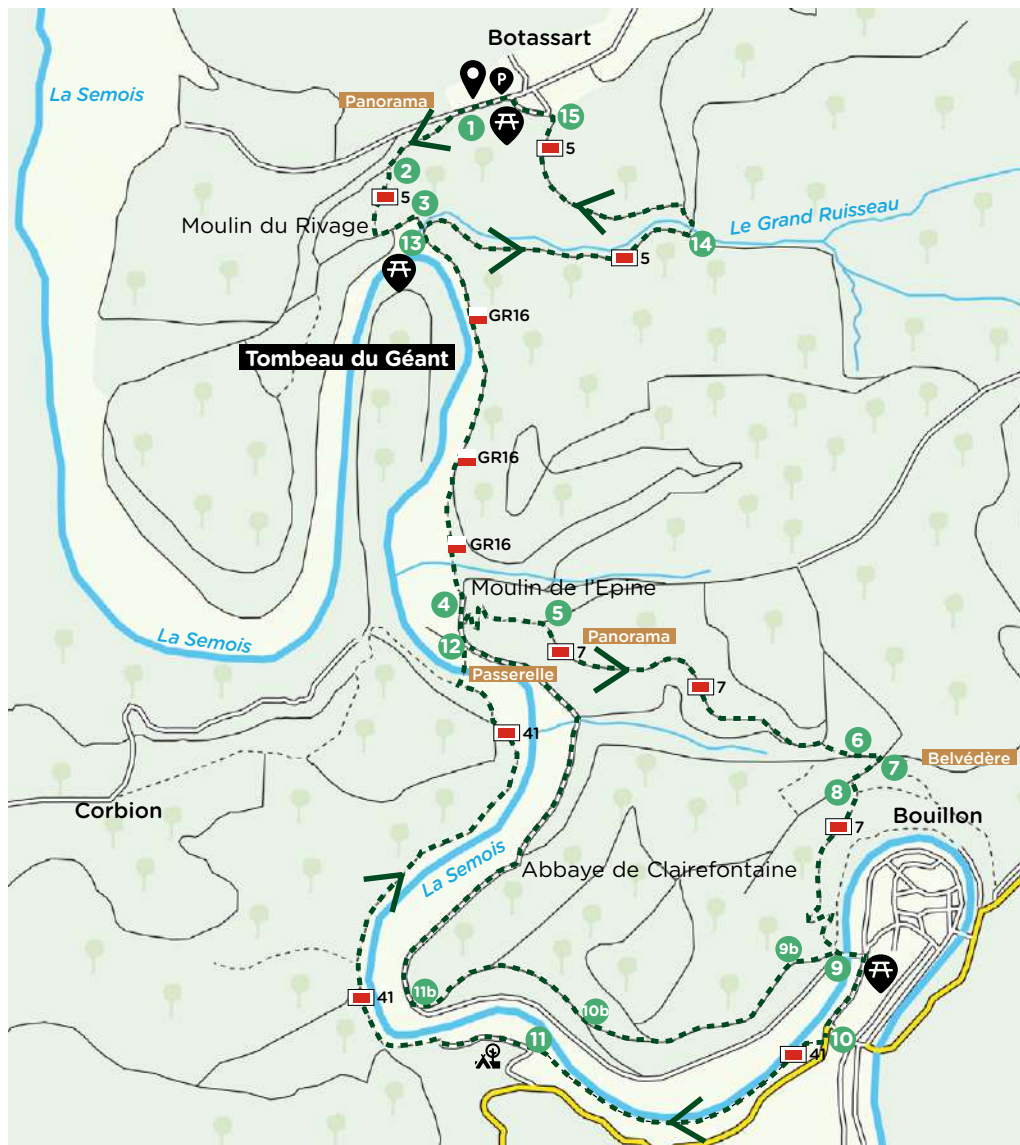 Botassart
La Semois
P
Panorama
1
15
5
2
5
3
Moulin du Rivage
Le Grand Ruisseau
13
14
5
GR16
Tombeau du Géant
GR16
GR16
Moulin de l'Epine
4
5
12
Panorama
La Semois
7
Passerelle
7
41
6
Belvédère
7
8
Corbion
Bouillon
7
La Semois
Abbaye de Clairefontaine
9b
9
11b
41
10b
11
10
41